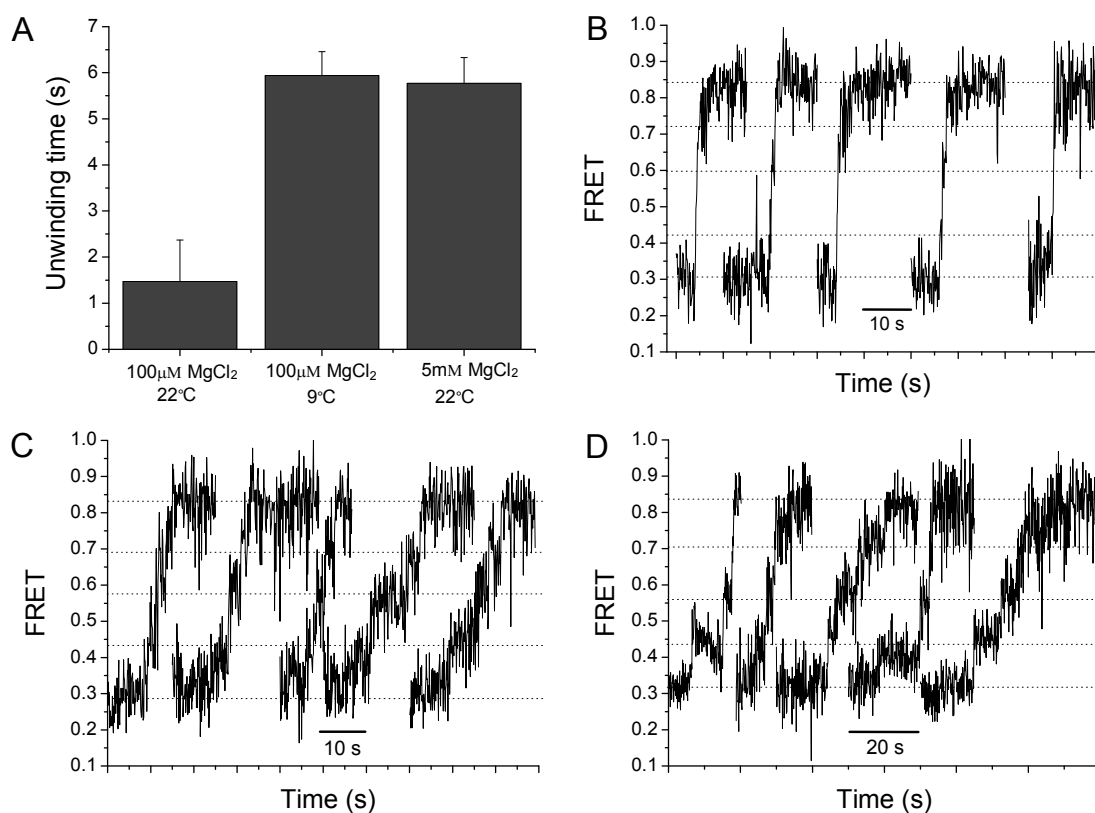 A
Unwinding time (s)
7
6
5
4
3
2
1
0
100μM MgCl₂
22°C
100μM MgCl₂
9°C
5mM MgCl₂
22°C
B
FRET
1.0
0.9
0.8
0.7
0.6
0.5
0.4
0.3
0.2
0.1
10 s
Time (s)
C
FRET
1.0
0.9
0.8
0.7
0.6
0.5
0.4
0.3
0.2
0.1
10 s
Time (s)
D
FRET
1.0
0.9
0.8
0.7
0.6
0.5
0.4
0.3
0.2
0.1
20 s
Time (s)